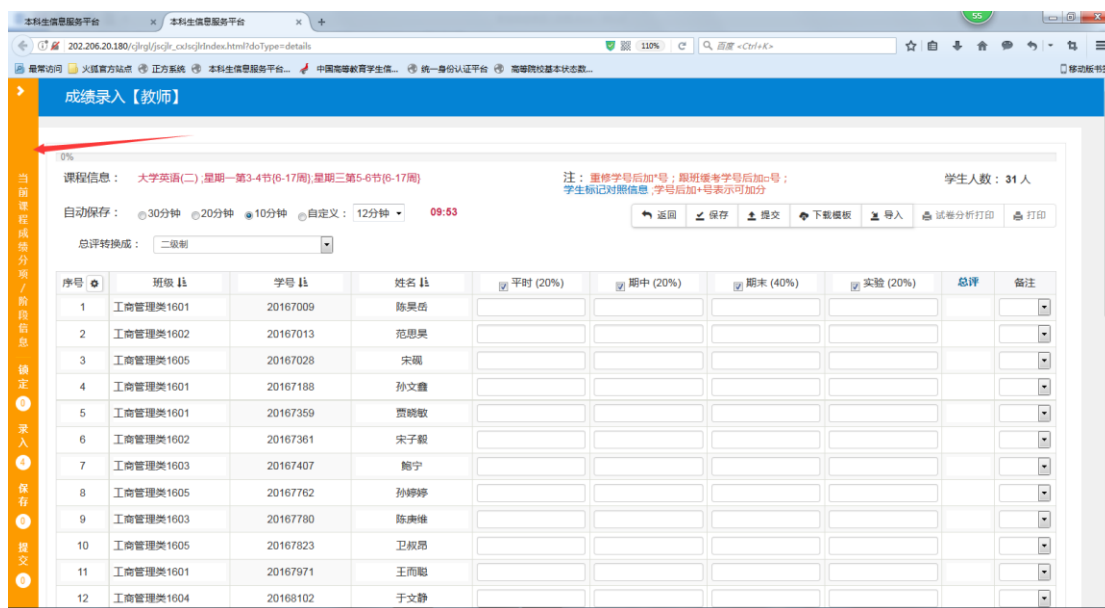 本科生信息服务平台 × 本科生信息服务平台 × +
55
202.206.20.180/cjlrgl/jscjlr_cxJscjlrIndex.html?doType=details 110% 百度 <Ctrl+K>
最常访问 火狐官方站点 正方系统 本科生信息服务平台... 中国高等教育学生信... 统一身份认证平台 高等院校基本状态数... 移动版书签
成绩录入【教师】
0%
课程信息： 大学英语(二) ;星期一第3-4节{6-17周};星期三第5-6节{6-17周} 注： 重修学号后加*号；跟班缓考学号后加□号； 学生人数：31 人
学生标记对照信息 ;学号后加+号表示可加分
自动保存： 30分钟 20分钟 10分钟 自定义： 12分钟 09:53 返回 保存 提交 下载模板 导入 试卷分析打印 打印
总评转换成： 二级制
序号 班级 学号 姓名 平时 (20%) 期中 (20%) 期末 (40%) 实验 (20%) 总评 备注
1 工商管理类1601 20167009 陈昊岳
2 工商管理类1602 20167013 范思昊
3 工商管理类1605 20167028 宋砚
4 工商管理类1601 20167188 孙文鑫
5 工商管理类1601 20167359 贾晓敏
6 工商管理类1602 20167361 宋子毅
7 工商管理类1603 20167407 鲍宁
8 工商管理类1605 20167762 孙婷婷
9 工商管理类1603 20167780 陈庚维
10 工商管理类1605 20167823 卫叔昂
11 工商管理类1601 20167971 王而聪
12 工商管理类1604 20168102 于文静
当前课程成绩分项/阶段信息 锁定 0 录入 4 保存 0 提交 0